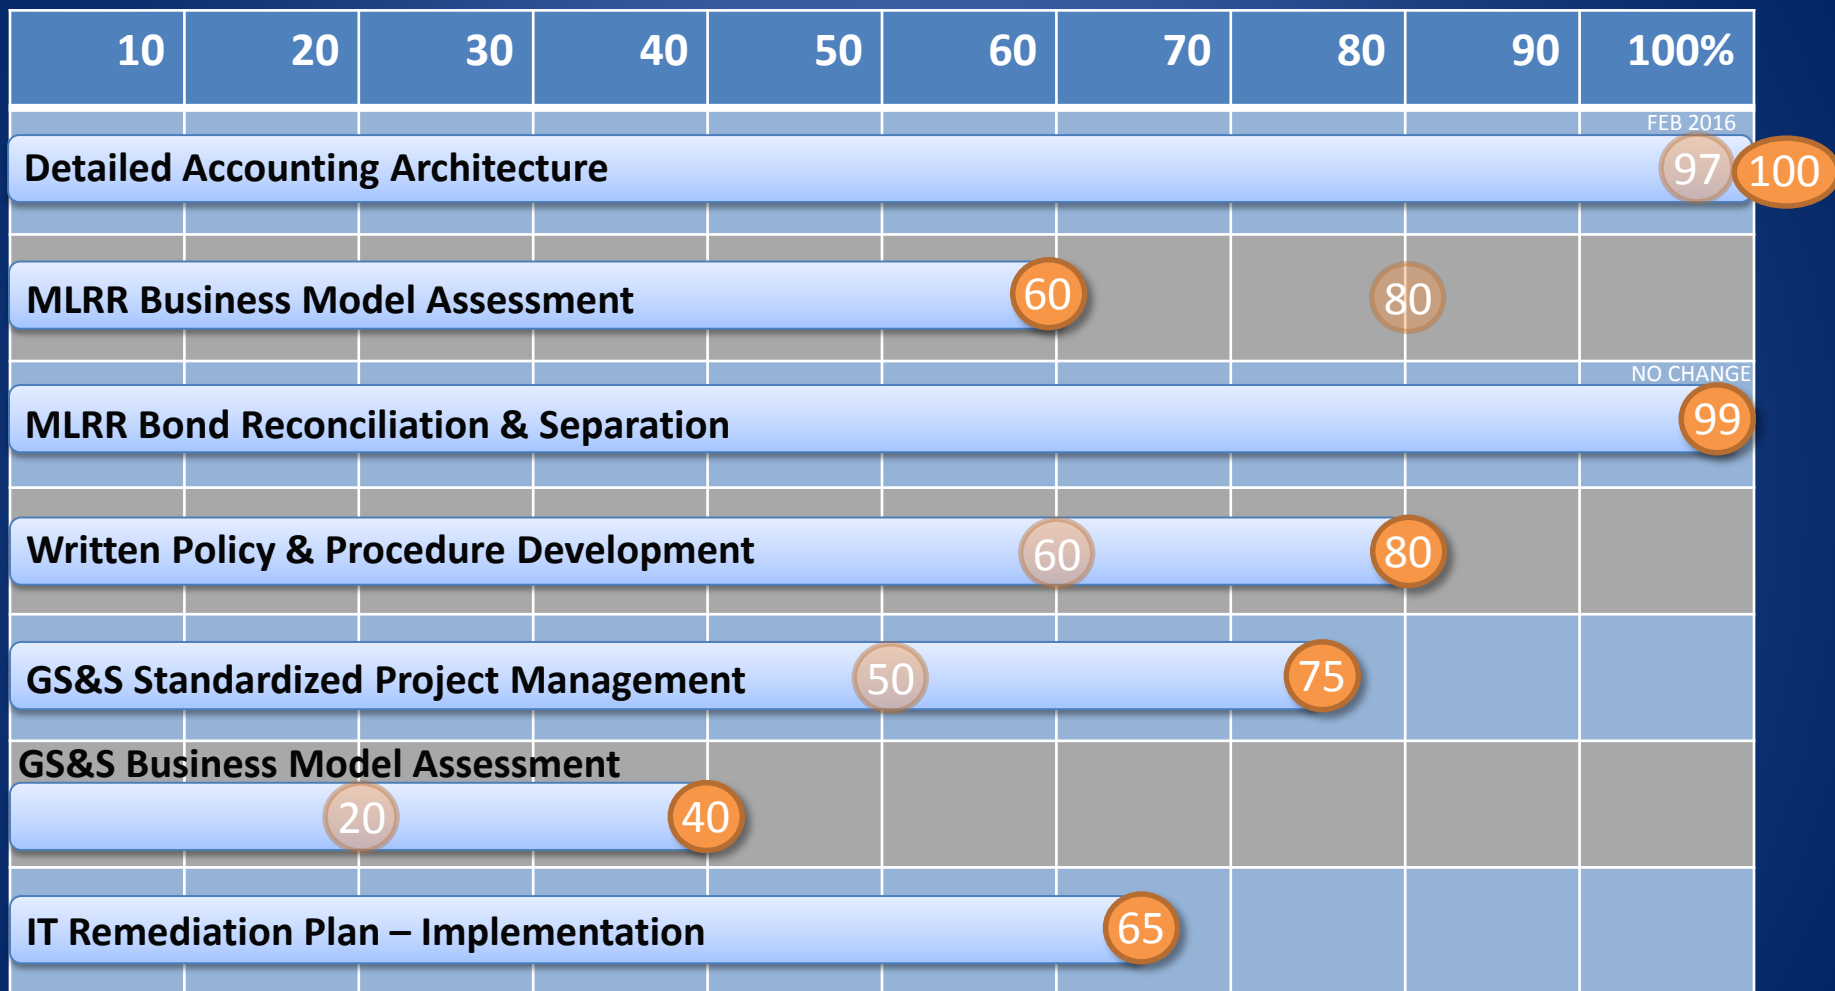 10 20 30 40 50 60 70 80 90 100%
FEB 2016
Detailed Accounting Architecture 97 100
MLRR Business Model Assessment 60 80
NO CHANGE
MLRR Bond Reconciliation & Separation 99
Written Policy & Procedure Development 60 80
GS&S Standardized Project Management 50 75
GS&S Business Model Assessment
20 40
IT Remediation Plan – Implementation 65